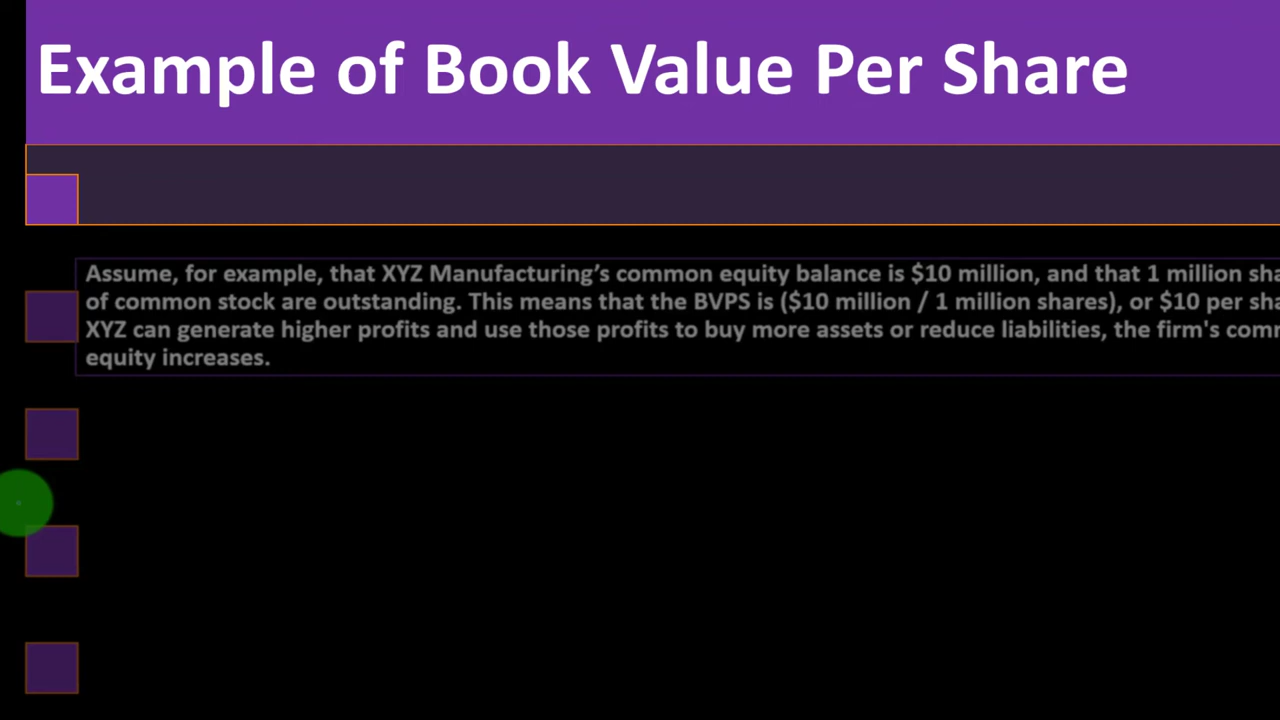 Example of Book Value Per Share
Assume, for example, that XYZ Manufacturing’s common equity balance is $10 million, and that 1 million
of common stock are outstanding. This means that the BVPS is ($10 million / 1 million shares), or $10 per
XYZ can generate higher profits and use those profits to buy more assets or reduce liabilities, the firm's
equity increases.